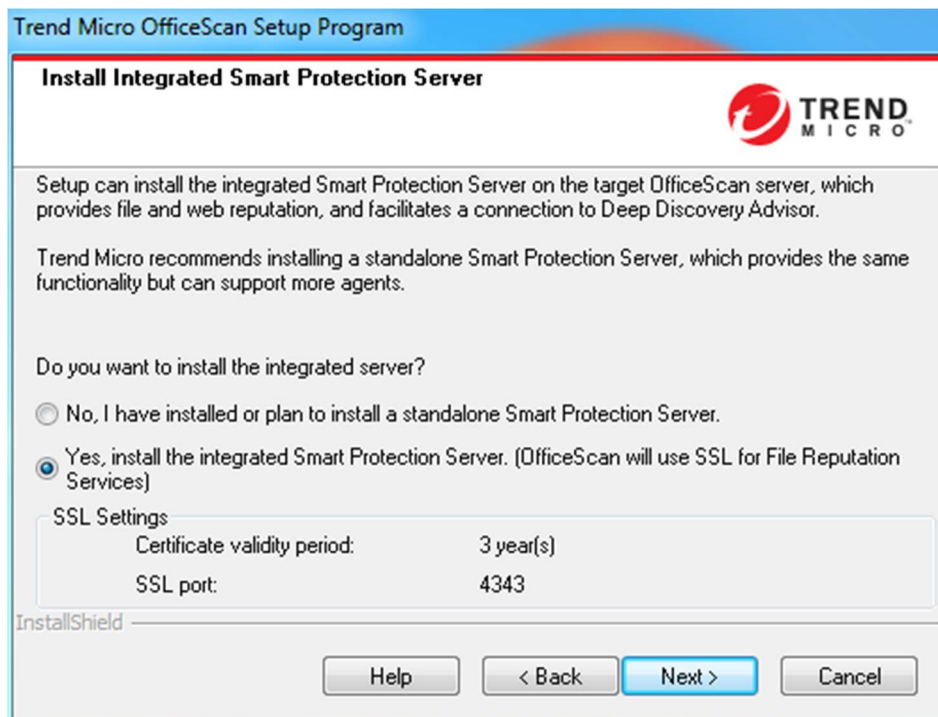 Trend Micro OfficeScan Setup Program
Install Integrated Smart Protection Server
TREND
MICRO
Setup can install the integrated Smart Protection Server on the target OfficeScan server, which
provides file and web reputation, and facilitates a connection to Deep Discovery Advisor.
Trend Micro recommends installing a standalone Smart Protection Server, which provides the same
functionality but can support more agents.
Do you want to install the integrated server?
No, I have installed or plan to install a standalone Smart Protection Server.
Yes, install the integrated Smart Protection Server. (OfficeScan will use SSL for File Reputation
Services)
SSL Settings
Certificate validity period: 3 year(s)
SSL port: 4343
InstallShield
Help < Back Next > Cancel